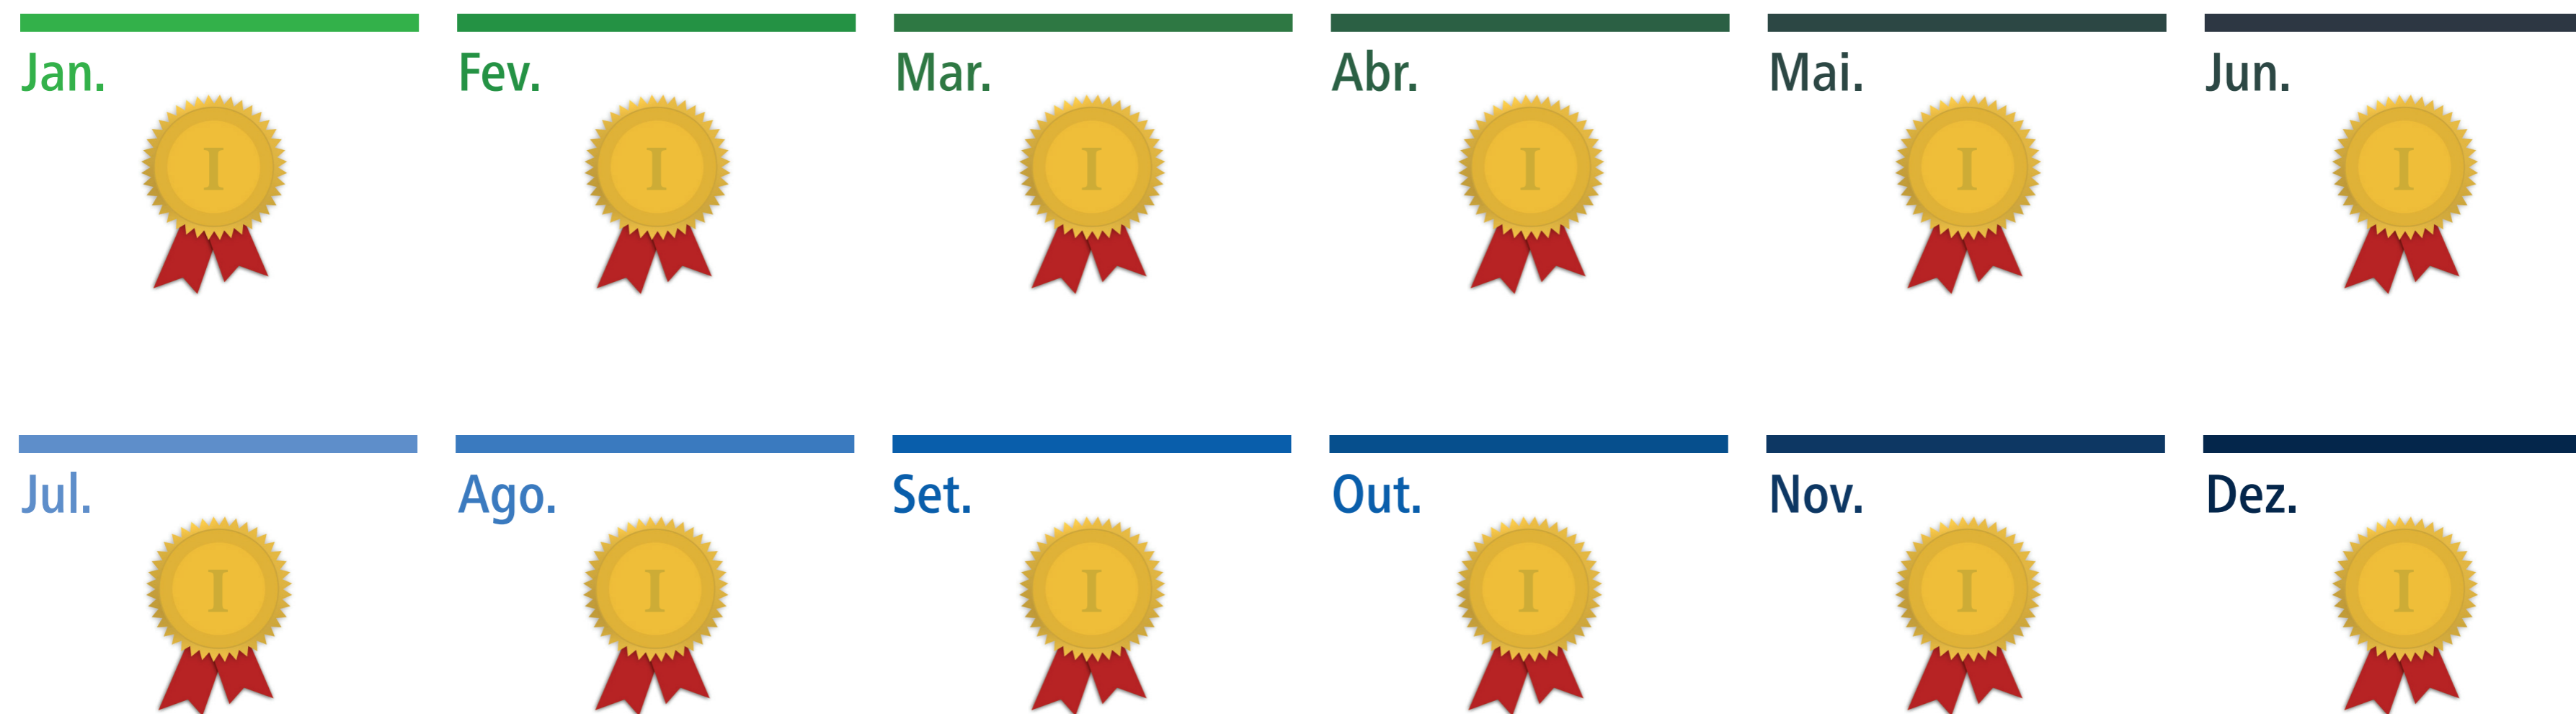 Jan. Fev. Mar. Abr. Mai. Jun.
I I I I I I
Jul. Ago. Set. Out. Nov. Dez.
I I I I I I